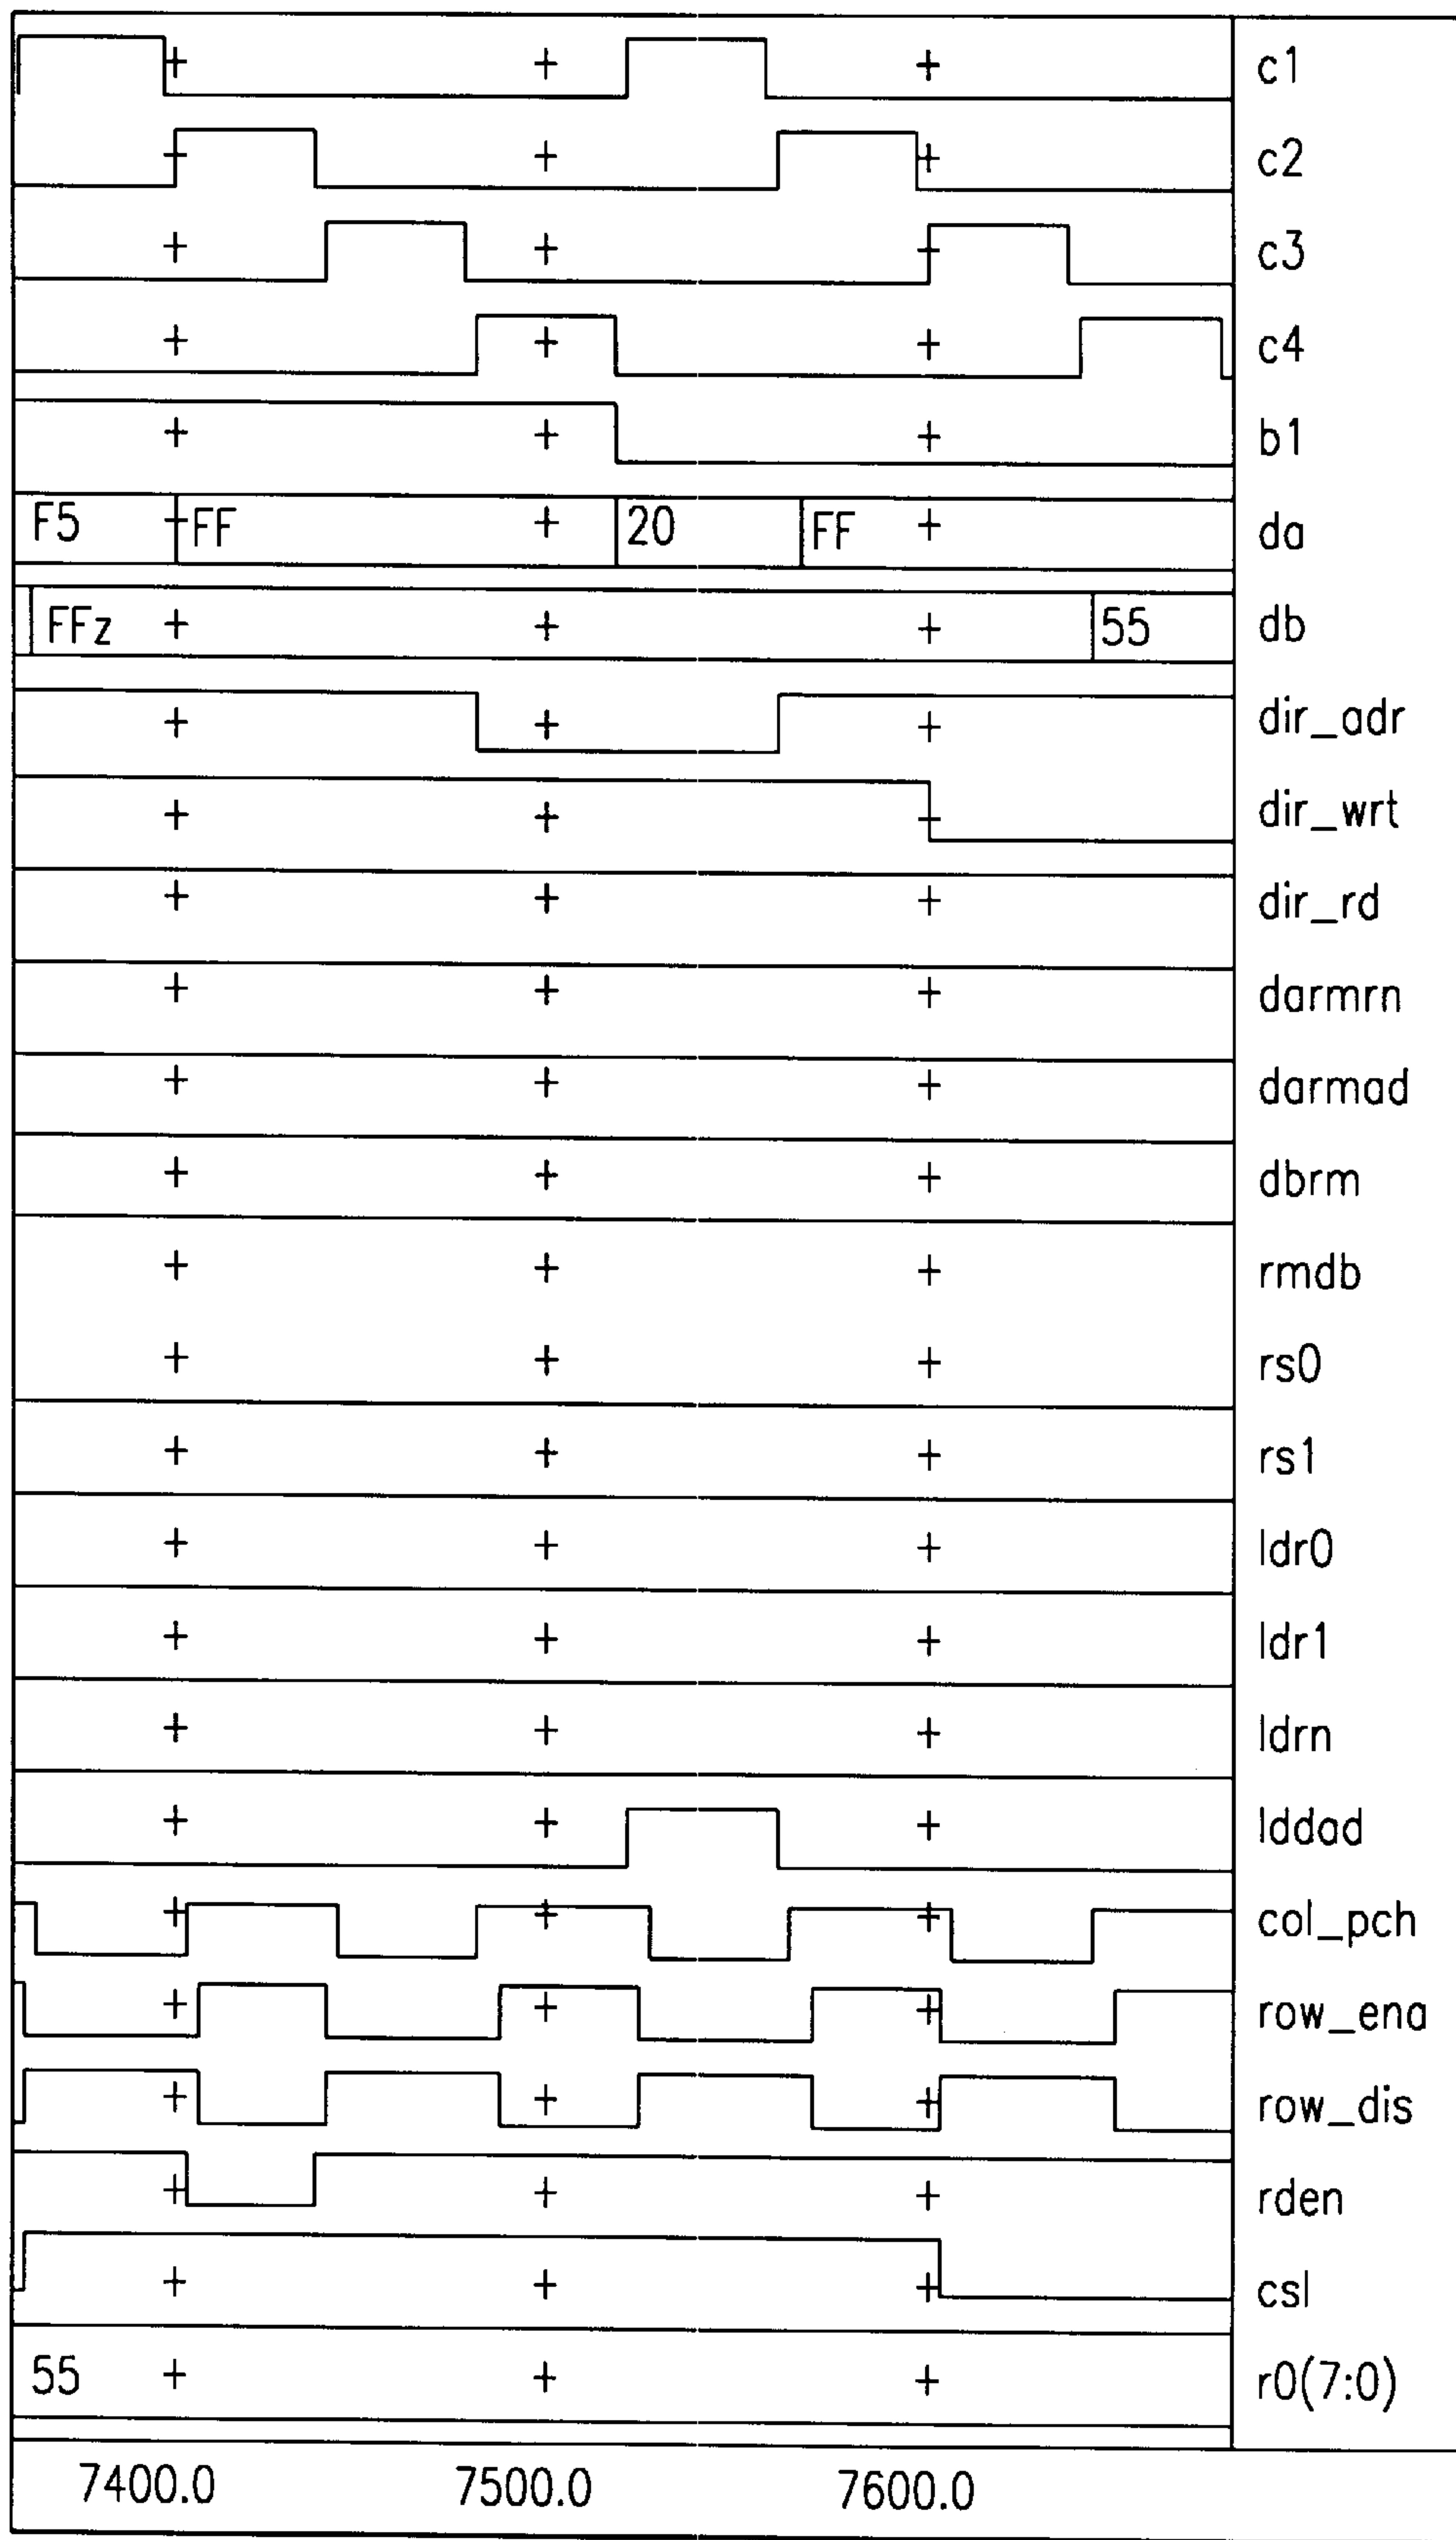 c1
c2
c3
c4
b1
F5 FF 20 FF da
FFz 55 db
dir_adr
dir_wrt
dir_rd
darmrn
darmad
dbrm
rmdb
rs0
rs1
ldr0
ldr1
ldrn
lddad
col_pch
row_ena
row_dis
rden
csl
55 r0(7:0)
7400.0 7500.0 7600.0